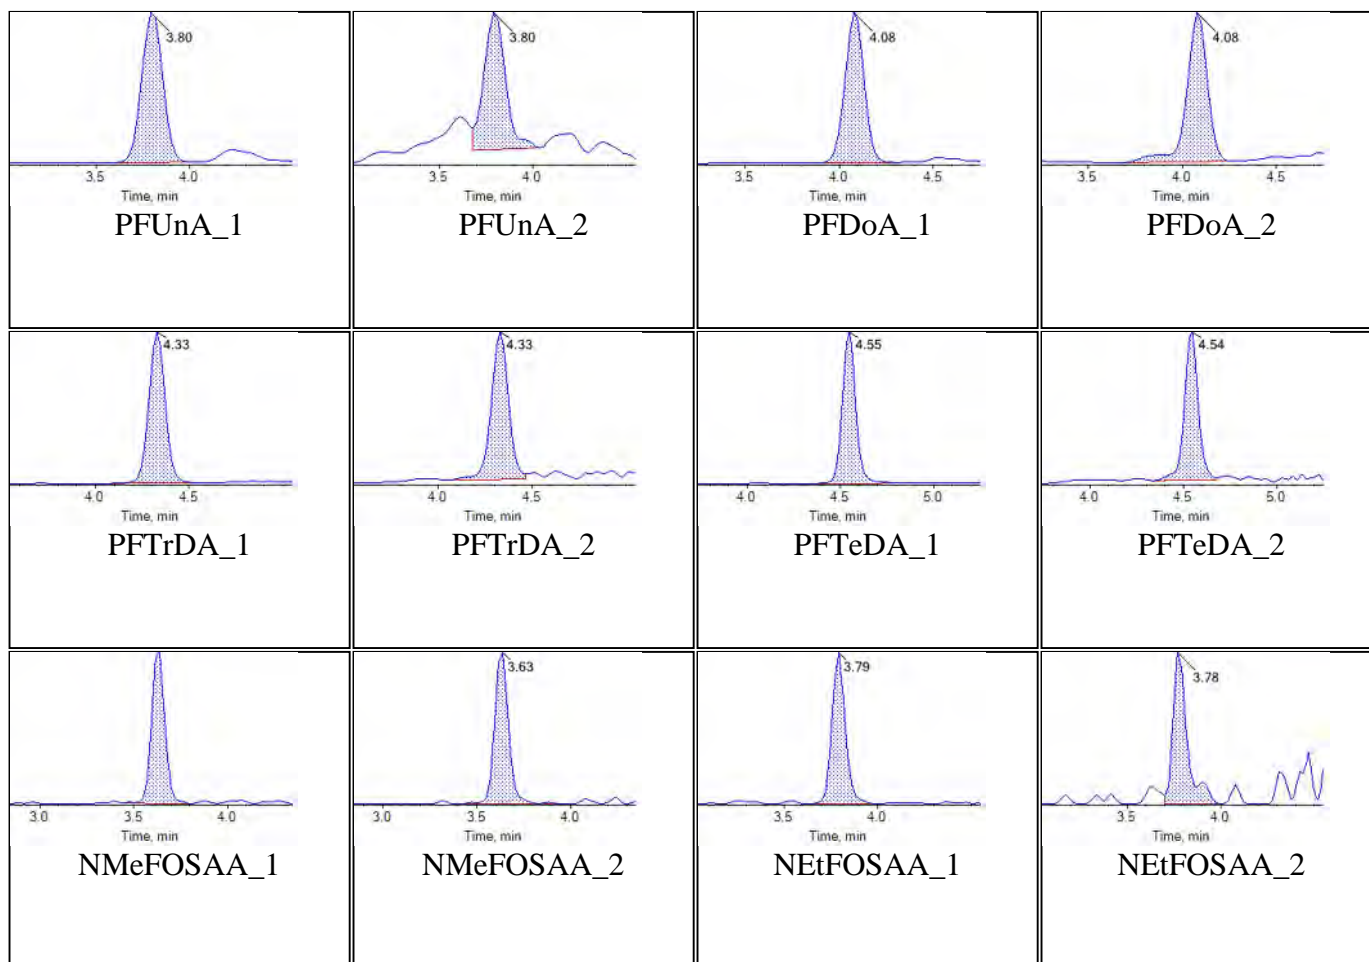 3.80
3.5 4.0
Time, min
PFUnA_1
3.80
3.5 4.0
Time, min
PFUnA_2
4.08
3.5 4.0 4.5
Time, min
PFDoA_1
4.08
3.5 4.0 4.5
Time, min
PFDoA_2
4.33
4.0 4.5
Time, min
PFTrDA_1
4.33
4.0 4.5
Time, min
PFTrDA_2
4.55
4.0 4.5 5.0
Time, min
PFTeDA_1
4.54
4.0 4.5 5.0
Time, min
PFTeDA_2
3.0 3.5 4.0
Time, min
NMeFOSAA_1
3.63
3.0 3.5 4.0
Time, min
NMeFOSAA_2
3.79
3.5 4.0
Time, min
NEtFOSAA_1
3.78
3.5 4.0
Time, min
NEtFOSAA_2